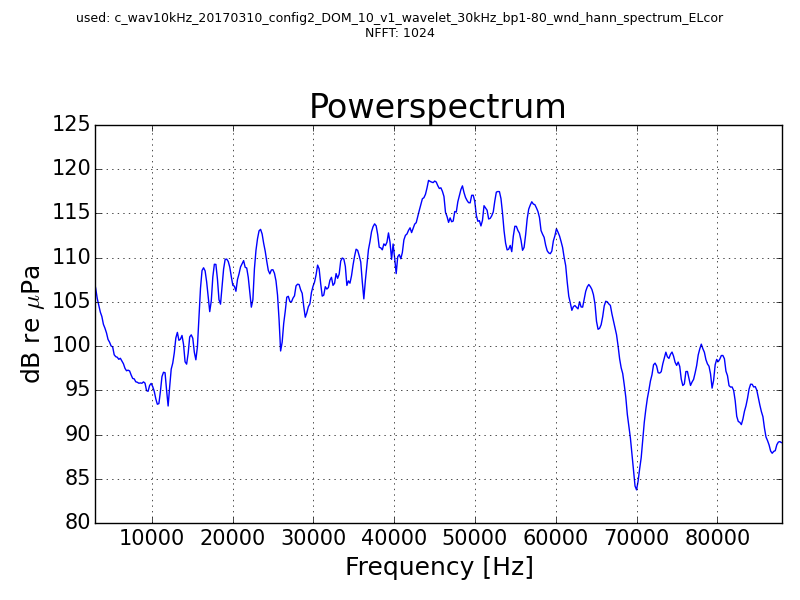 used: c_wav10kHz_20170310_config2_DOM_10_v1_wavelet_30kHz_bp1-80_wnd_hann_spectrum_ELcor
NFFT: 1024
Powerspectrum
125
120
115
110
105
100
95
90
85
80
dB re μPa
10000 20000 30000 40000 50000 60000 70000 80000
Frequency [Hz]